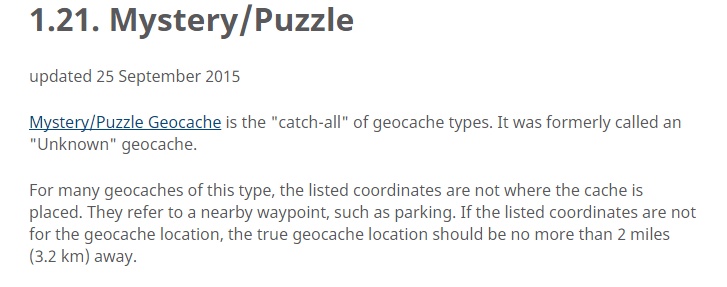 1.21. Mystery/Puzzle
updated 25 September 2015
Mystery/Puzzle Geocache is the "catch-all" of geocache types. It was formerly called an
"Unknown" geocache.
For many geocaches of this type, the listed coordinates are not where the cache is
placed. They refer to a nearby waypoint, such as parking. If the listed coordinates are not
for the geocache location, the true geocache location should be no more than 2 miles
(3.2 km) away.